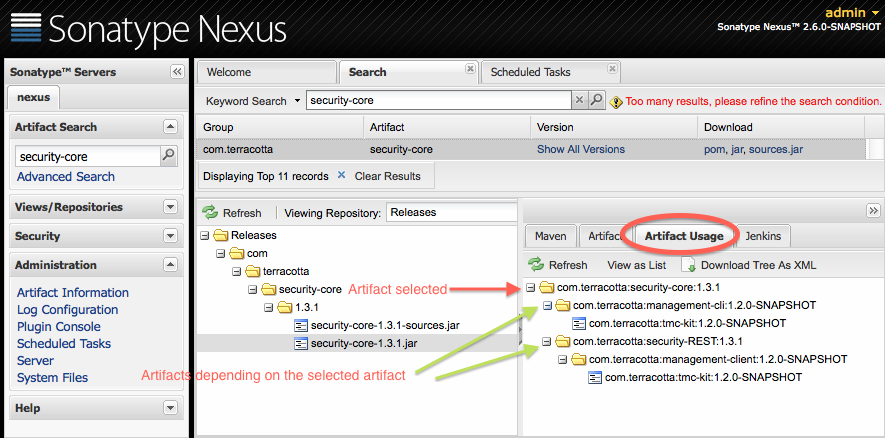 Sonatype Nexus
admin
Sonatype Nexus™ 2.6.0-SNAPSHOT
Sonatype™ Servers
nexus
Artifact Search
security-core
Advanced Search
Views/Repositories
Security
Administration
Artifact Information
Log Configuration
Plugin Console
Scheduled Tasks
Server
System Files
Help
Welcome
Search
Scheduled Tasks
Keyword Search
security-core
Too many results, please refine the search condition.
Group Artifact Version Download
com.terracotta security-core Show All Versions pom, jar, sources.jar
Displaying Top 11 records Clear Results
Refresh Viewing Repository: Releases
Releases
com
terracotta
security-core Artifact selected
1.3.1
security-core-1.3.1-sources.jar
security-core-1.3.1.jar
Artifacts depending on the selected artifact
Maven Artifact Artifact Usage Jenkins
Refresh View as List Download Tree As XML
com.terracotta:security-core:1.3.1
com.terracotta:management-cli:1.2.0-SNAPSHOT
com.terracotta:tmc-kit:1.2.0-SNAPSHOT
com.terracotta:security-REST:1.3.1
com.terracotta:management-client:1.2.0-SNAPSHOT
com.terracotta:tmc-kit:1.2.0-SNAPSHOT